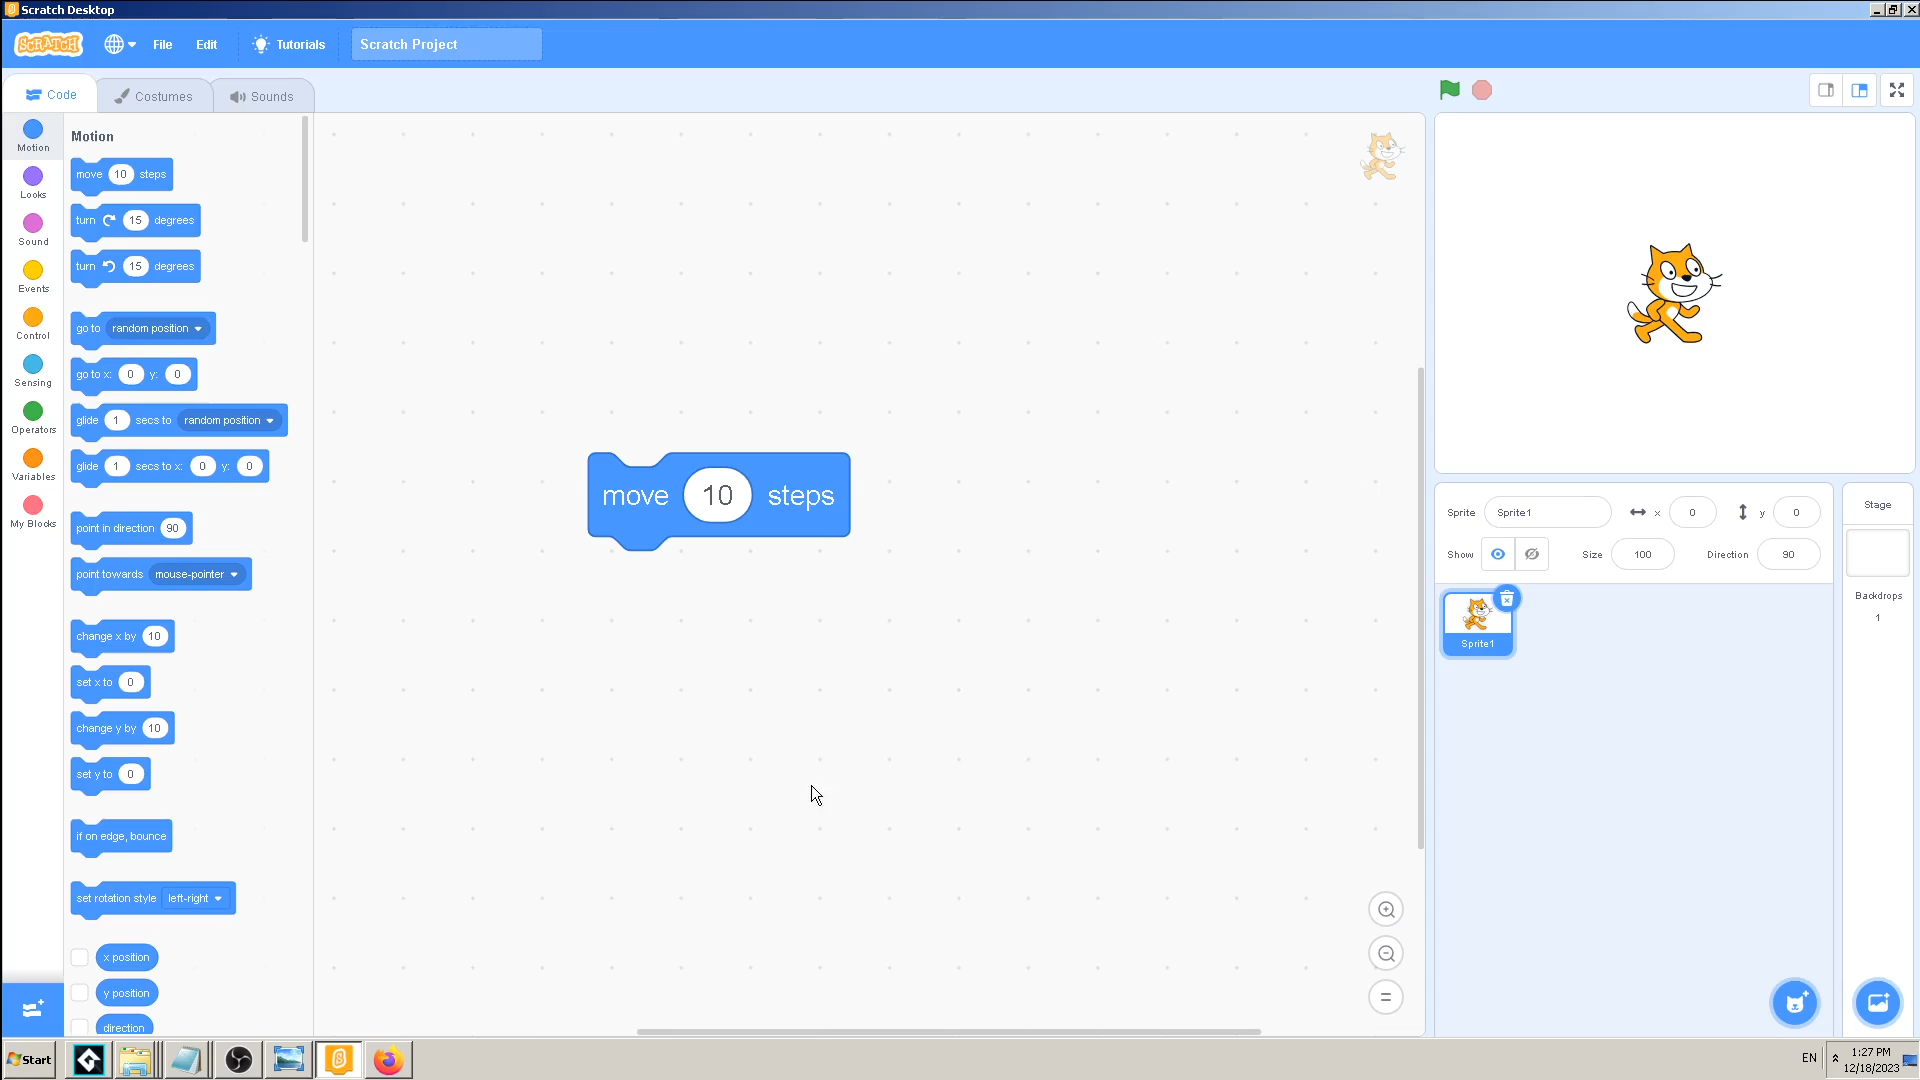 Scratch Desktop
SCRATCH
File
Edit
Tutorials
Scratch Project
Code
Costumes
Sounds
Motion
Looks
Sound
Events
Control
Sensing
Operators
Variables
My Blocks
Motion
move 10 steps
turn 15 degrees
turn 15 degrees
go to random position
go to x: 0 y: 0
glide 1 secs to random position
glide 1 secs to x: 0 y: 0
point in direction 90
point towards mouse-pointer
change x by 10
set x to 0
change y by 10
set y to 0
if on edge, bounce
set rotation style left-right
x position
y position
direction
move 10 steps
Sprite Sprite1 x 0 y 0
Show Size 100 Direction 90
Sprite1
Stage
Backdrops
1
Start
EN
1:27 PM
12/18/2023